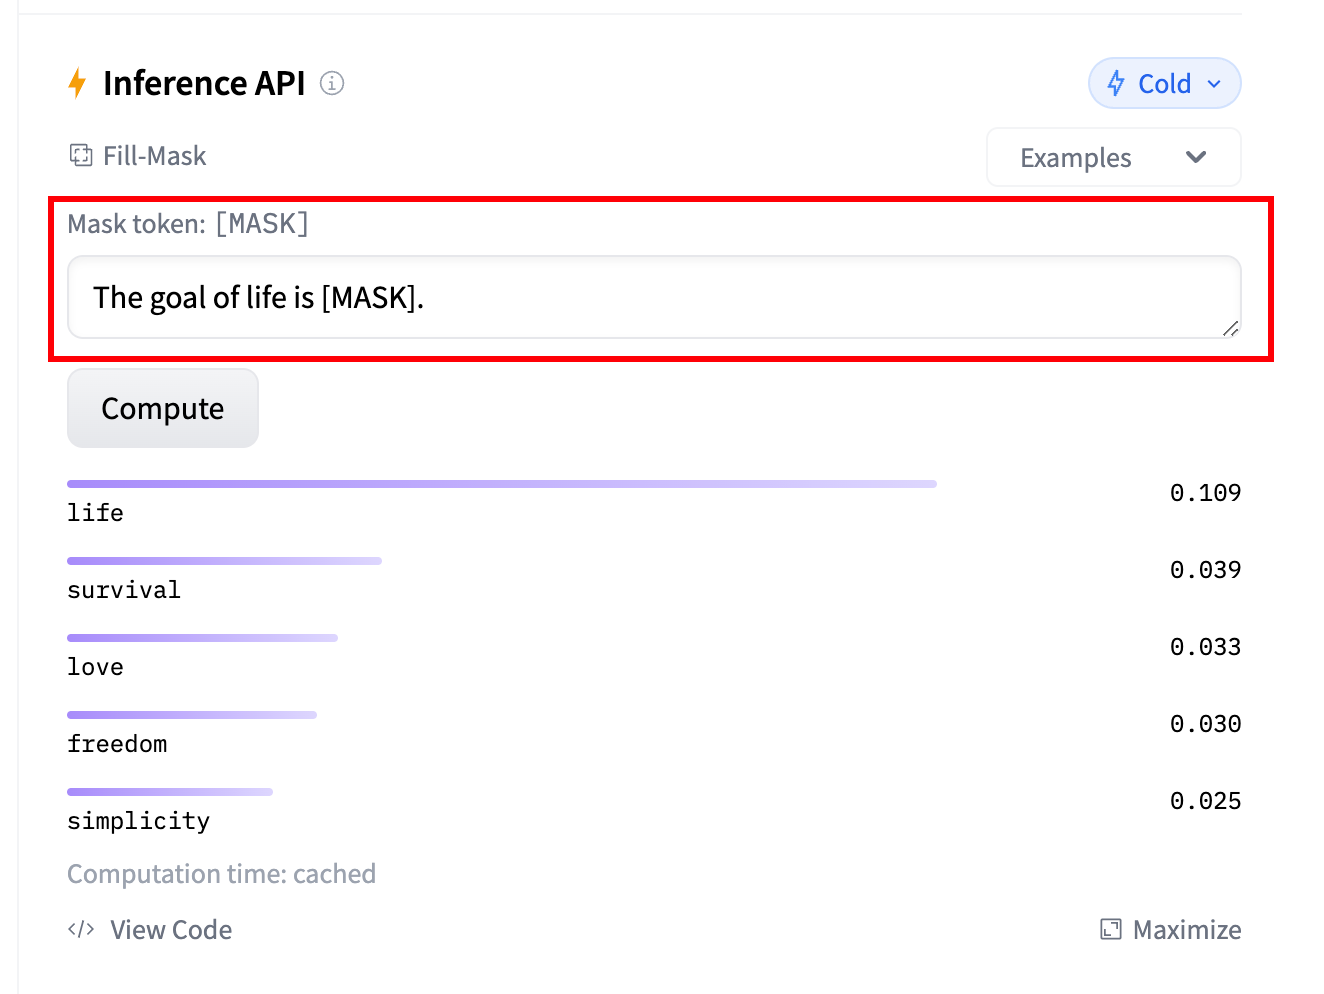 Inference API
Cold
Fill-Mask
Examples
Mask token: [MASK]
The goal of life is [MASK].
Compute
life 0.109
survival 0.039
love 0.033
freedom 0.030
simplicity 0.025
Computation time: cached
</> View Code
Maximize